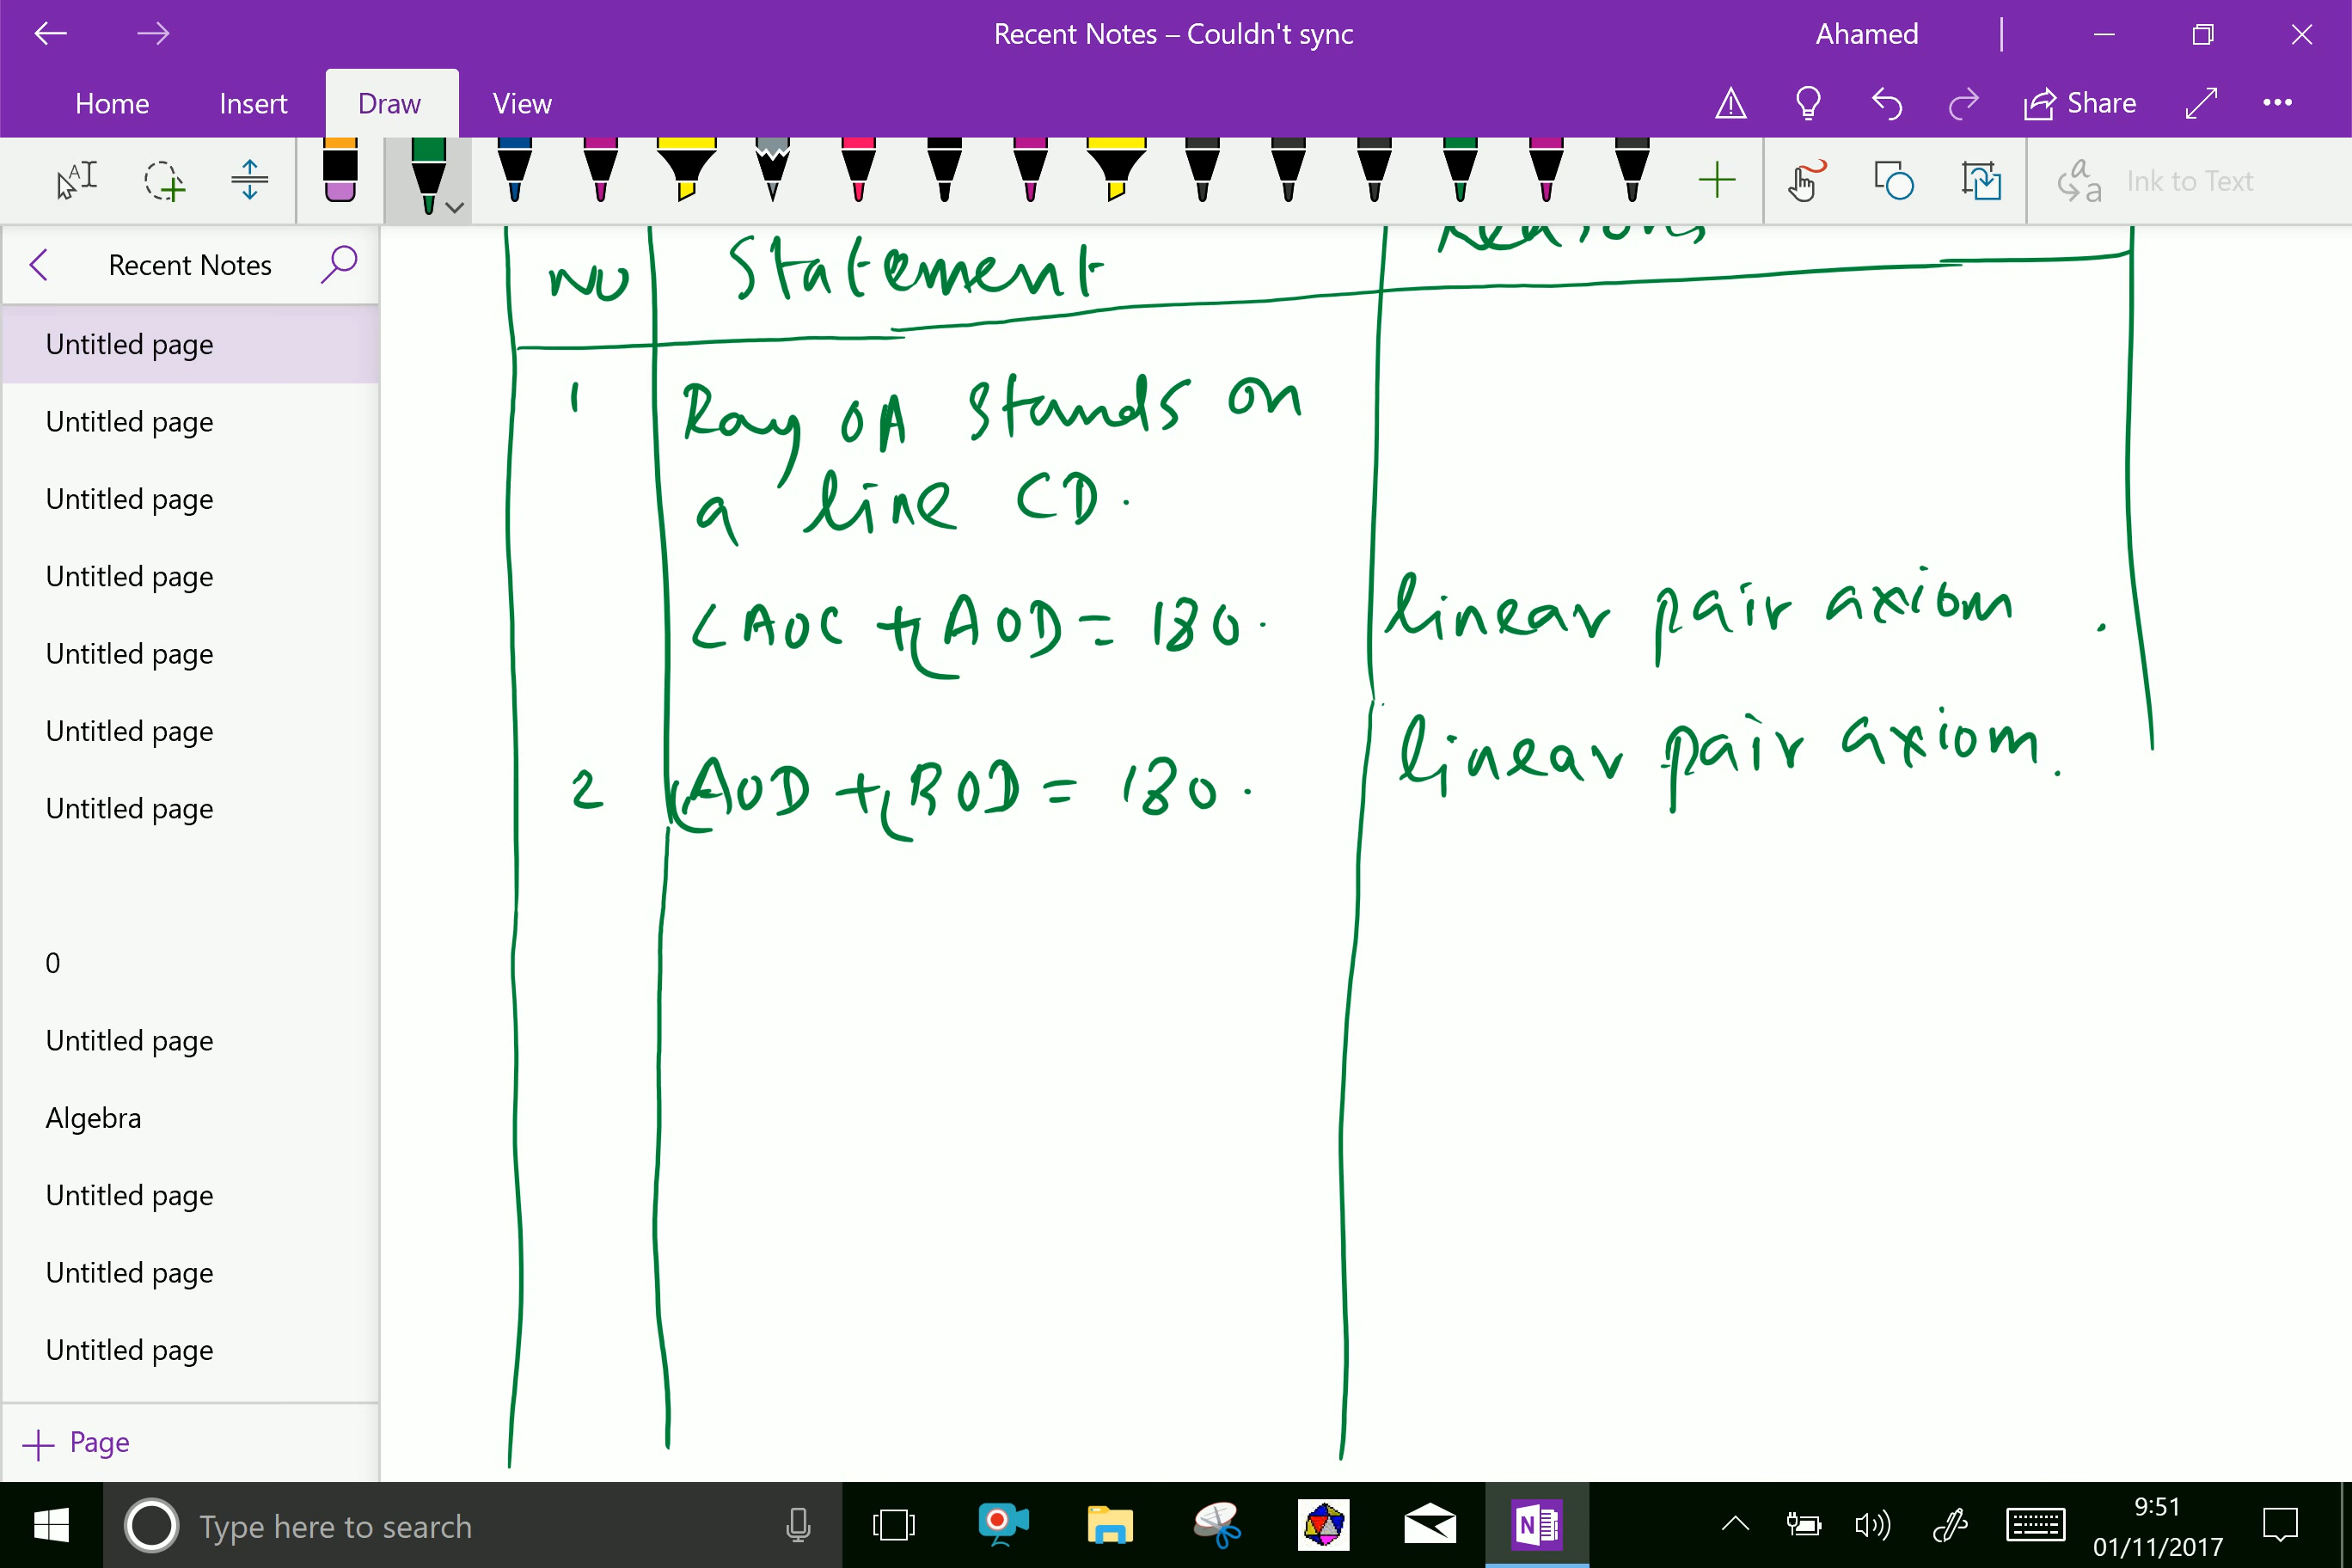 Recent Notes – Couldn't sync
Ahamed
Home Insert Draw View
Share
Ink to Text
Recent Notes
Untitled page
Untitled page
Untitled page
Untitled page
Untitled page
Untitled page
Untitled page
0
Untitled page
Algebra
Untitled page
Untitled page
Untitled page
Page
No Statement Reasons
1 Ray OA stands on
a line CD.
∠AOC + ∠AOD = 180. linear pair axiom.
2 ∠AOD + ∠BOD = 180. linear pair axiom.
Type here to search
9:51
01/11/2017